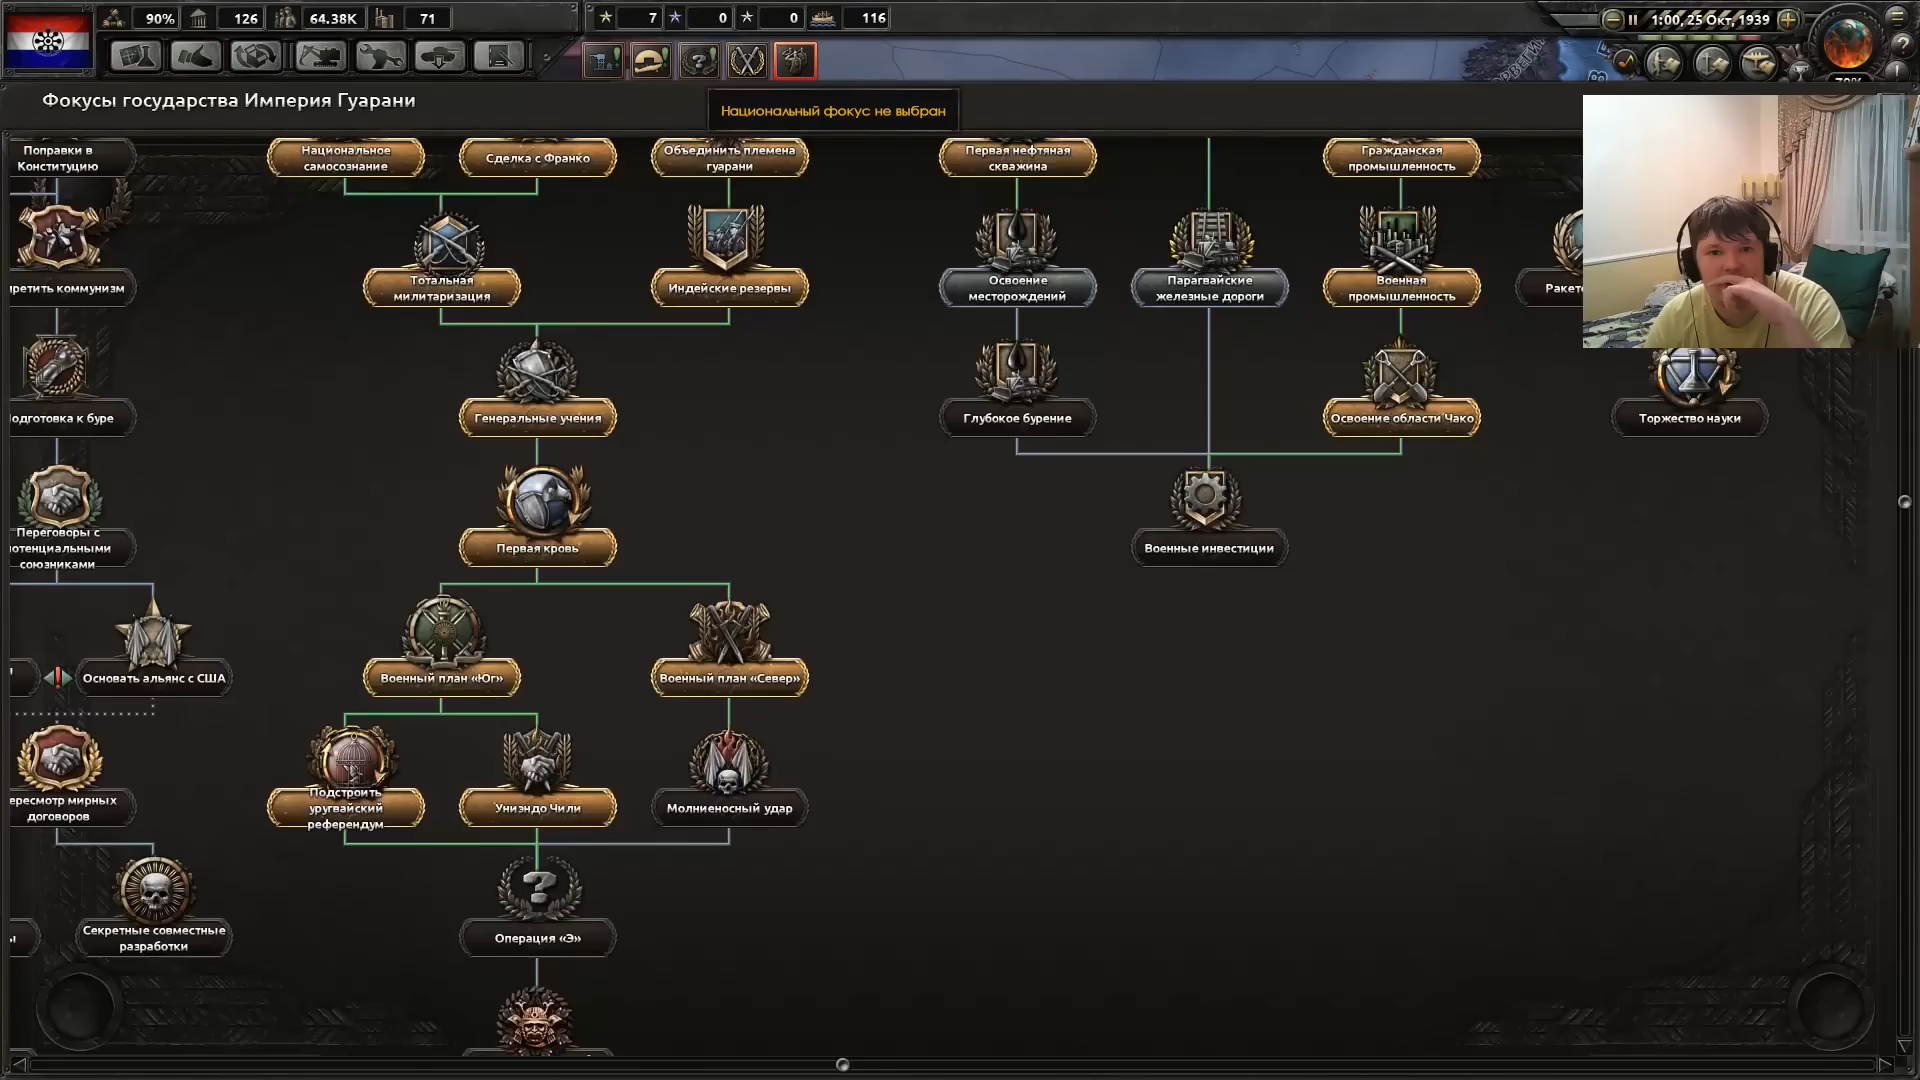 90%
126
64.38K
71
7
0
0
116
1:00, 25 Окт, 1939
Фокусы государства Империя Гуарани
Национальный фокус не выбран
Поправки в
Конституцию
Национальное
самосознание
Сделка с Франко
Объединить племена
гуарани
Первая нефтяная
скважина
Гражданская
промышленность
претить коммунизм
Тотальная
милитаризация
Индейские резервы
Освоение
месторождений
Парагвайские
железные дороги
Военная
промышленность
Ракет
одготовка к буре
Генеральные учения
Глубокое бурение
Освоение области Чако
Торжество науки
Переговоры с
потенциальными
союзниками
Первая кровь
Военные инвестиции
Основать альянс с США
Военный план «Юг»
Военный план «Север»
ересмотр мирных
договоров
Подстроить
уругвайский
референдум
Униэндо Чили
Молниеносный удар
ы
Секретные совместные
разработки
Операция «Э»